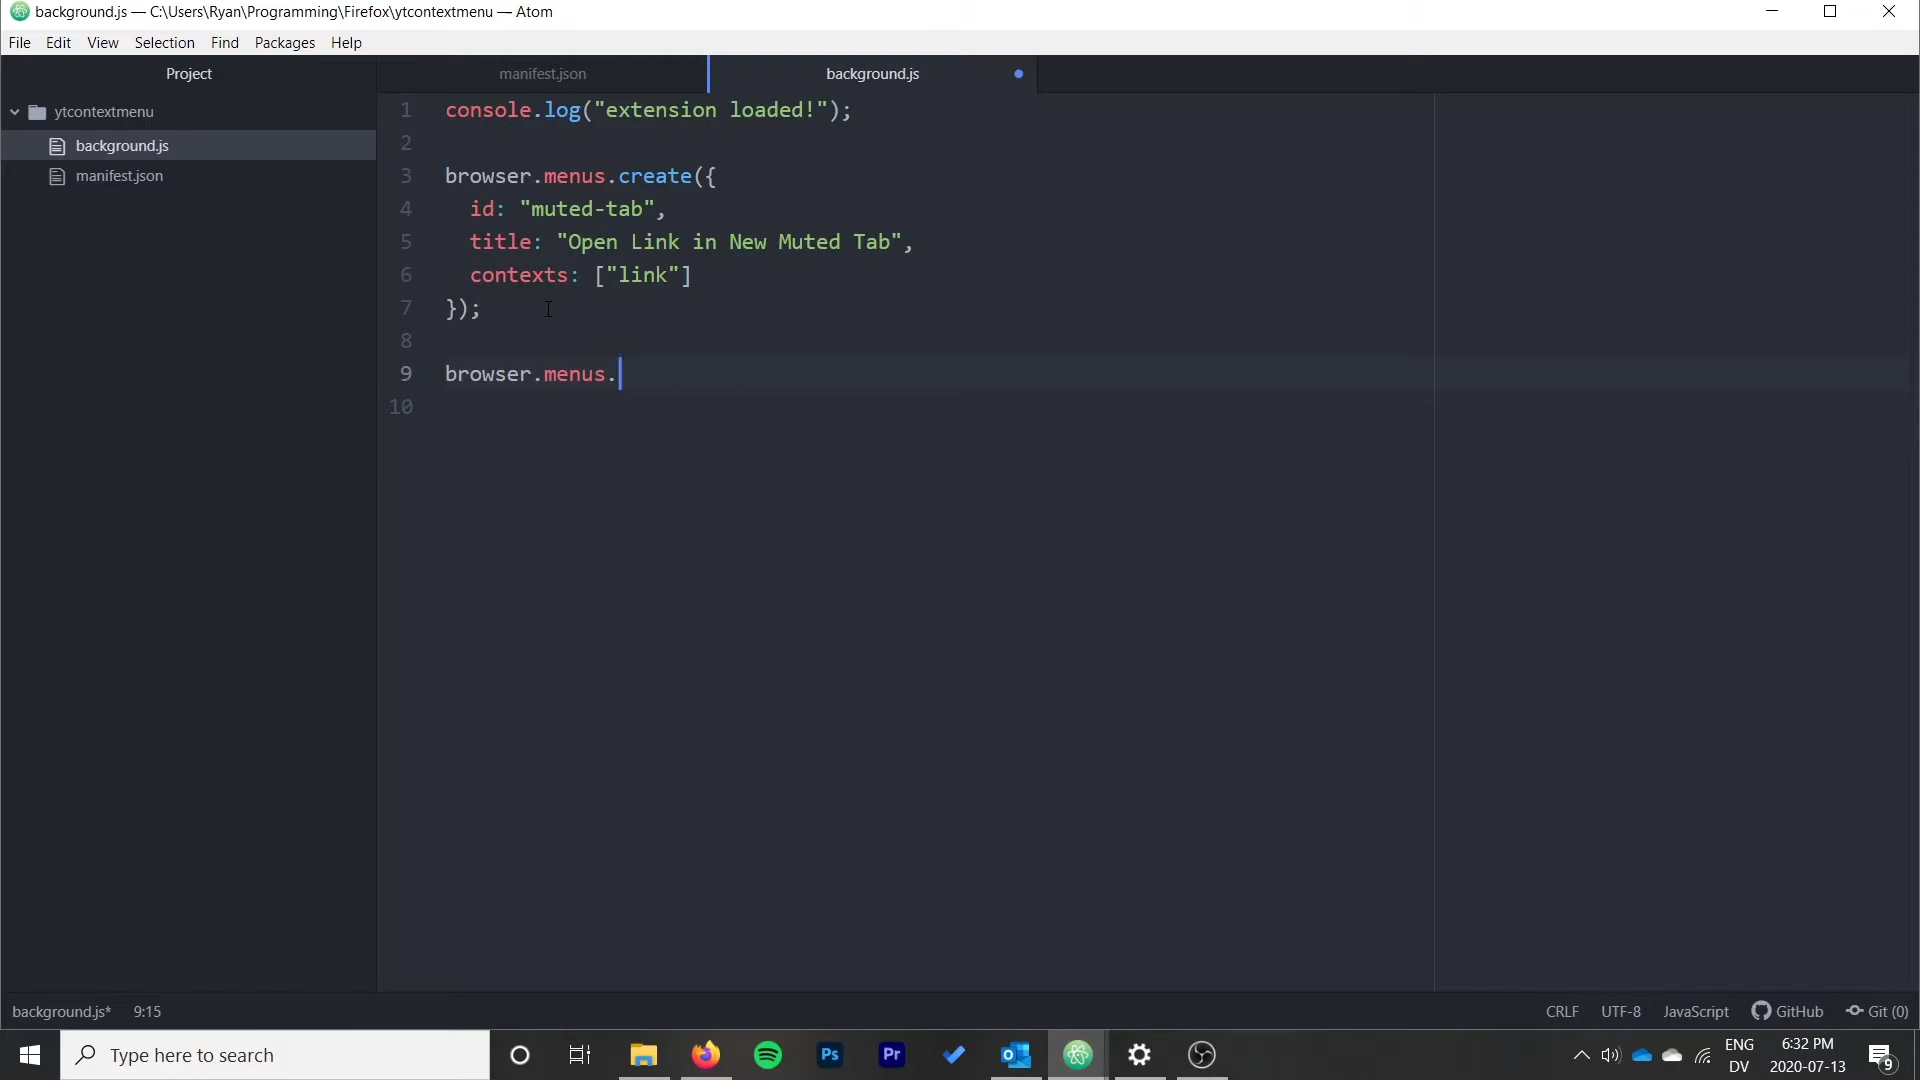 background.js — C:\Users\Ryan\Programming\Firefox\ytcontextmenu — Atom
File Edit View Selection Find Packages Help
Project
manifest.json
background.js
ytcontextmenu
background.js
manifest.json
1 console.log("extension loaded!");
2
3 browser.menus.create({
4 id: "muted-tab",
5 title: "Open Link in New Muted Tab",
6 contexts: ["link"]
7 });
8
9 browser.menus.
10
background.js* 9:15
CRLF UTF-8 JavaScript GitHub Git (0)
Type here to search
Ps
Pr
ENG
DV
6:32 PM
2020-07-13
9